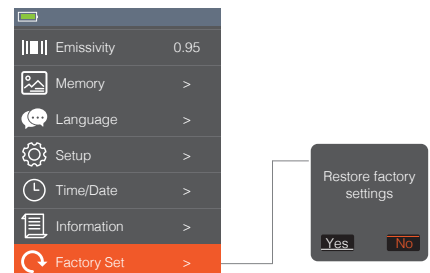 Emissivity 0.95
Memory >
Language >
Setup >
Time/Date >
Information >
Factory Set >
Restore factory
settings
Yes No